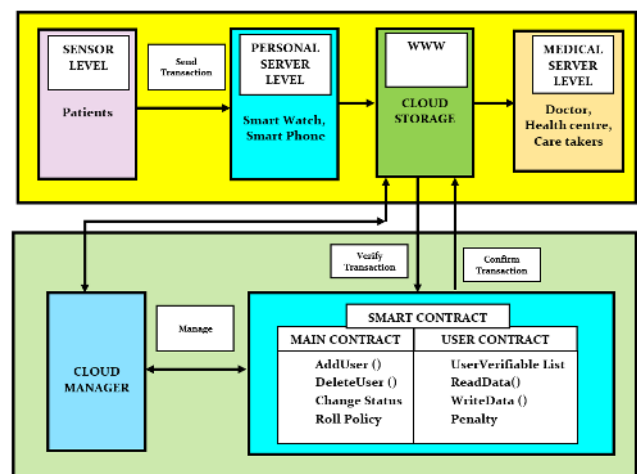 SENSOR
LEVEL
Patients
Send
Transaction
PERSONAL
SERVER
LEVEL
Smart Watch,
Smart Phone
WWW
CLOUD
STORAGE
MEDICAL
SERVER
LEVEL
Doctor,
Health centre,
Care takers
Verify
Transaction
Confirm
Transaction
CLOUD
MANAGER
Manage
SMART CONTRACT
MAIN CONTRACT
AddUser ()
DeleteUser ()
Change Status
Roll Policy
USER CONTRACT
UserVerifiable List
ReadData()
WriteData ()
Penalty